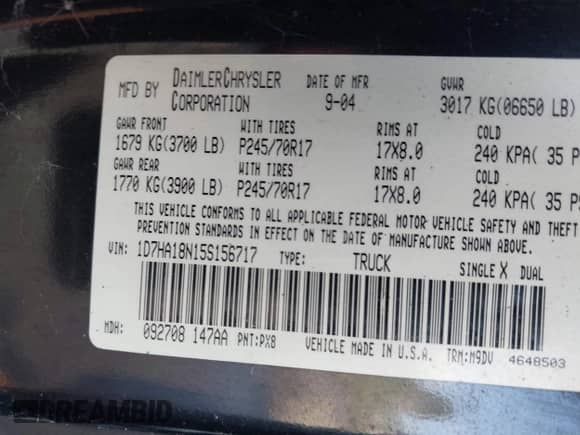 MFD BY DAIMLERCHRYSLER CORPORATION DATE OF MFR 9-04 GVWR 3017 KG(06650 LB)
GAWR FRONT WITH TIRES RIMS AT COLD
1679 KG(3700 LB) P245/70R17 17X8.0 240 KPA( 35 P
GAWR REAR WITH TIRES RIMS AT COLD
1770 KG(3900 LB) P245/70R17 17X8.0 240 KPA( 35 PS
THIS VEHICLE CONFORMS TO ALL APPLICABLE FEDERAL MOTOR VEHICLE SAFETY AND THEFT
PREVENTION STANDARDS IN EFFECT ON THE DATE OF MANUFACTURE SHOWN ABOVE.
VIN: 1D7HA18N15S156717 TYPE: TRUCK SINGLE X DUAL
MDH: 092708 147AA PNT:PX8 VEHICLE MADE IN U.S.A. TRM:M9DV 4648503
DREAMBID